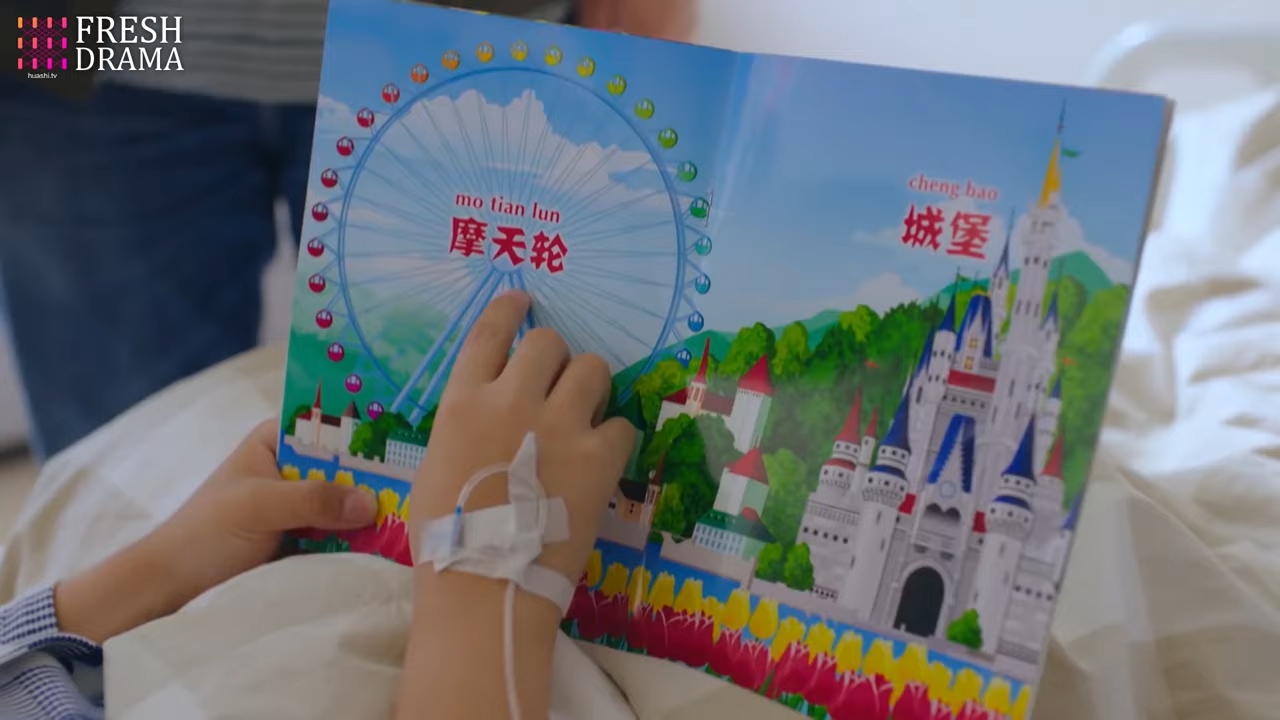 FRESH
DRAMA
huashi.tv
mo tian lun
摩天轮
cheng bao
城堡